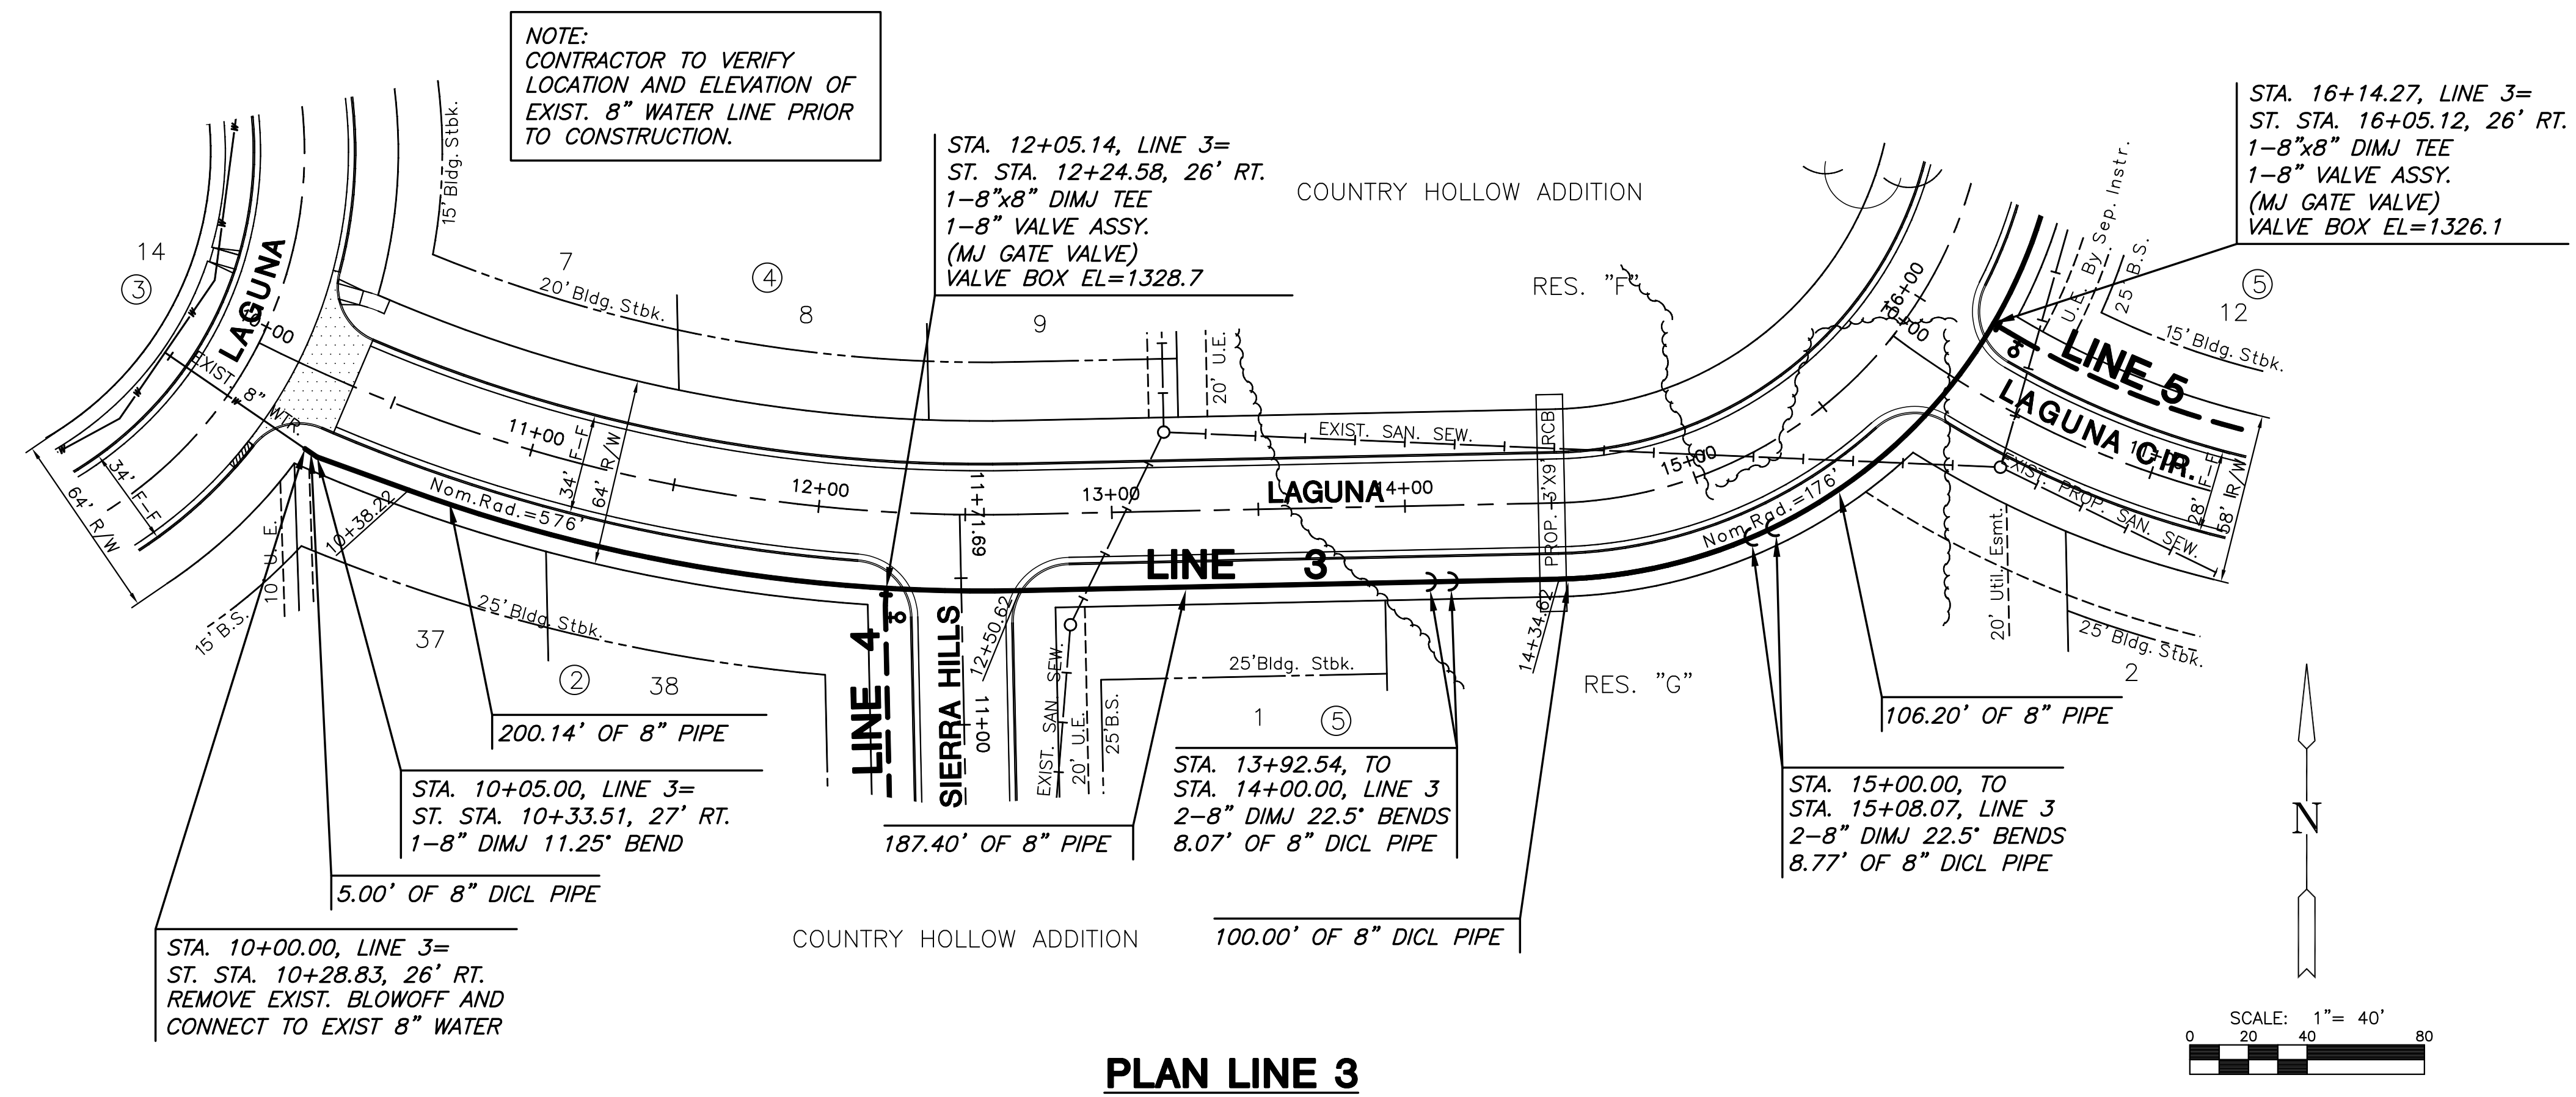 NOTE:
CONTRACTOR TO VERIFY
LOCATION AND ELEVATION OF
EXIST. 8" WATER LINE PRIOR
TO CONSTRUCTION.
STA. 12+05.14, LINE 3=
ST. STA. 12+24.58, 26' RT.
1-8"x8" DIMJ TEE
1-8" VALVE ASSY.
(MJ GATE VALVE)
VALVE BOX EL=1328.7
COUNTRY HOLLOW ADDITION
STA. 16+14.27, LINE 3=
ST. STA. 16+05.12, 26' RT.
1-8"x8" DIMJ TEE
1-8" VALVE ASSY.
(MJ GATE VALVE)
VALVE BOX EL=1326.1
14
3
LAGUNA
10+00
EXIST. 8" WTR.
15' Bldg. Stbk.
7
20' Bldg. Stbk.
4
8
9
20' U.E.
RES. "F"
16+00
10+00
U.E. By Sep. Instr.
25' B.S.
5
12
15' Bldg. Stbk.
LINE 5
LAGUNA CIR.
11+00
28' F-F
58' R/W
34' F-F
64' R/W
11+00
34' F-F
64' R/W
Nom.Rad.=576'
10+38.22
10' U.E.
15' B.S.
25' Bldg. Stbk.
37
2
38
12+00
11+71.69
13+00
EXIST. SAN. SEW.
LAGUNA
14+00
PROP. 3'X9' RCB
15+00
LINE 3
Nom.Rad.=176'
EXIST. PROP. SAN. SEW.
20' Util. Esmt.
25' Bldg. Stbk.
2
14+34.62
RES. "G"
LINE 4
SIERRA HILLS
12+50.62
11+00
EXIST. SAN. SEW.
20' U.E.
25'B.S.
25'Bldg. Stbk.
1
5
200.14' OF 8" PIPE
STA. 10+05.00, LINE 3=
ST. STA. 10+33.51, 27' RT.
1-8" DIMJ 11.25° BEND
5.00' OF 8" DICL PIPE
STA. 10+00.00, LINE 3=
ST. STA. 10+28.83, 26' RT.
REMOVE EXIST. BLOWOFF AND
CONNECT TO EXIST 8" WATER
187.40' OF 8" PIPE
STA. 13+92.54, TO
STA. 14+00.00, LINE 3
2-8" DIMJ 22.5° BENDS
8.07' OF 8" DICL PIPE
100.00' OF 8" DICL PIPE
106.20' OF 8" PIPE
STA. 15+00.00, TO
STA. 15+08.07, LINE 3
2-8" DIMJ 22.5° BENDS
8.77' OF 8" DICL PIPE
COUNTRY HOLLOW ADDITION
N
SCALE: 1"= 40'
0 20 40 80
PLAN LINE 3